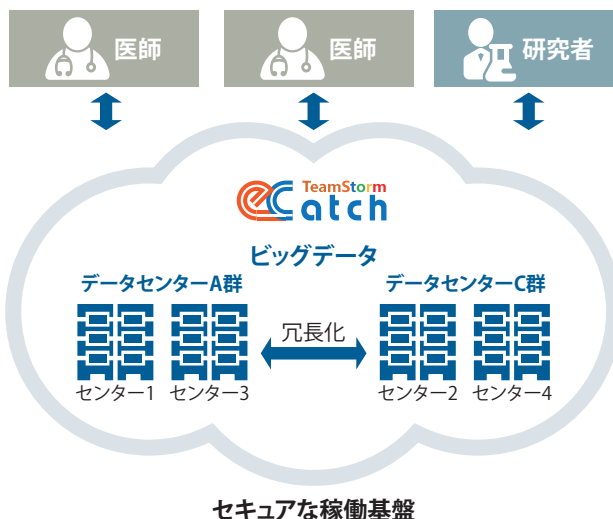 医師
医師
研究者
TeamStorm
eCatch
ビッグデータ
データセンターA群
データセンターC群
冗長化
センター1
センター3
センター2
センター4
セキュアな稼働基盤